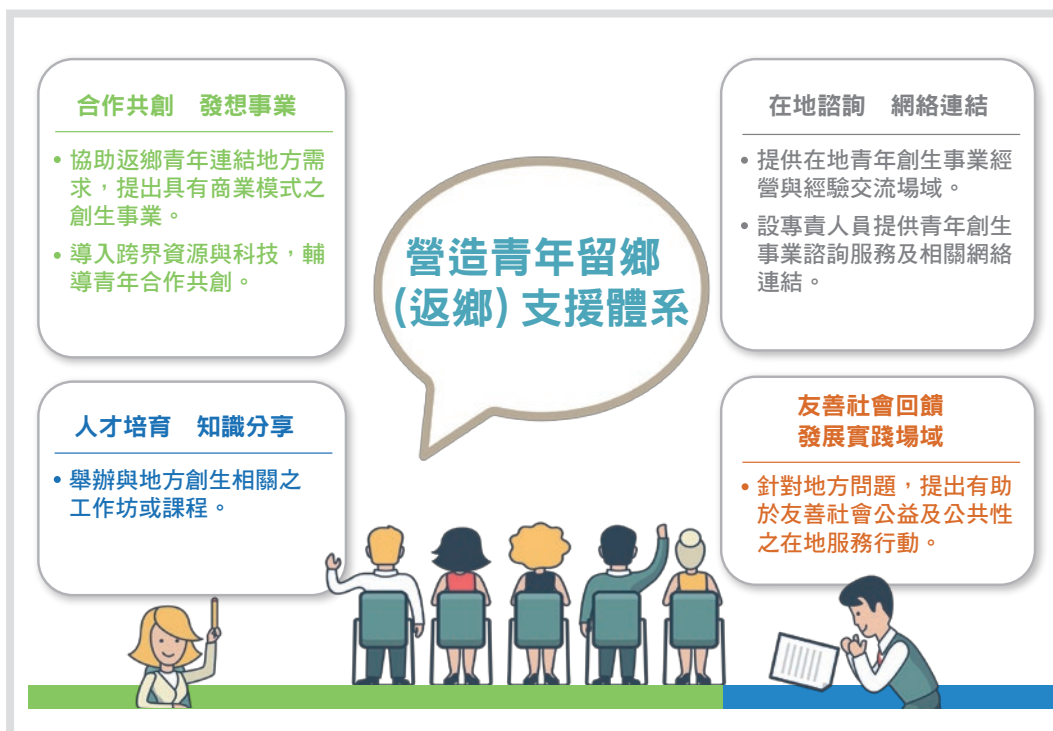 合作共創　發想事業
• 協助返鄉青年連結地方需
求，提出具有商業模式之
創生事業。
• 導入跨界資源與科技，輔
導青年合作共創。
營造青年留鄉
(返鄉) 支援體系
在地諮詢　網絡連結
• 提供在地青年創生事業經
營與經驗交流場域。
• 設專責人員提供青年創生
事業諮詢服務及相關網絡
連結。
人才培育　知識分享
• 舉辦與地方創生相關之
工作坊或課程。
友善社會回饋
發展實踐場域
• 針對地方問題，提出有助
於友善社會公益及公共性
之在地服務行動。